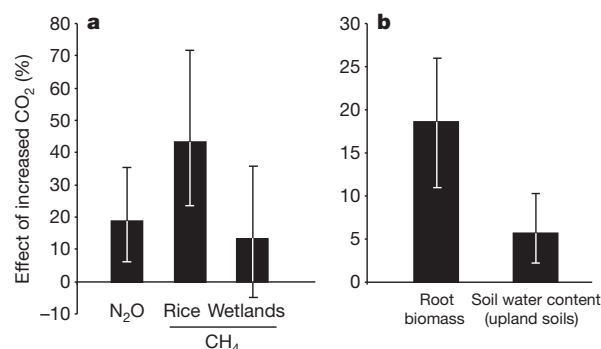 a
b
Effect of increased CO₂ (%)
80
70
60
50
40
30
20
10
0
−10
N₂O
Rice Wetlands
CH₄
30
25
20
15
10
5
0
Root
biomass
Soil water content
(upland soils)